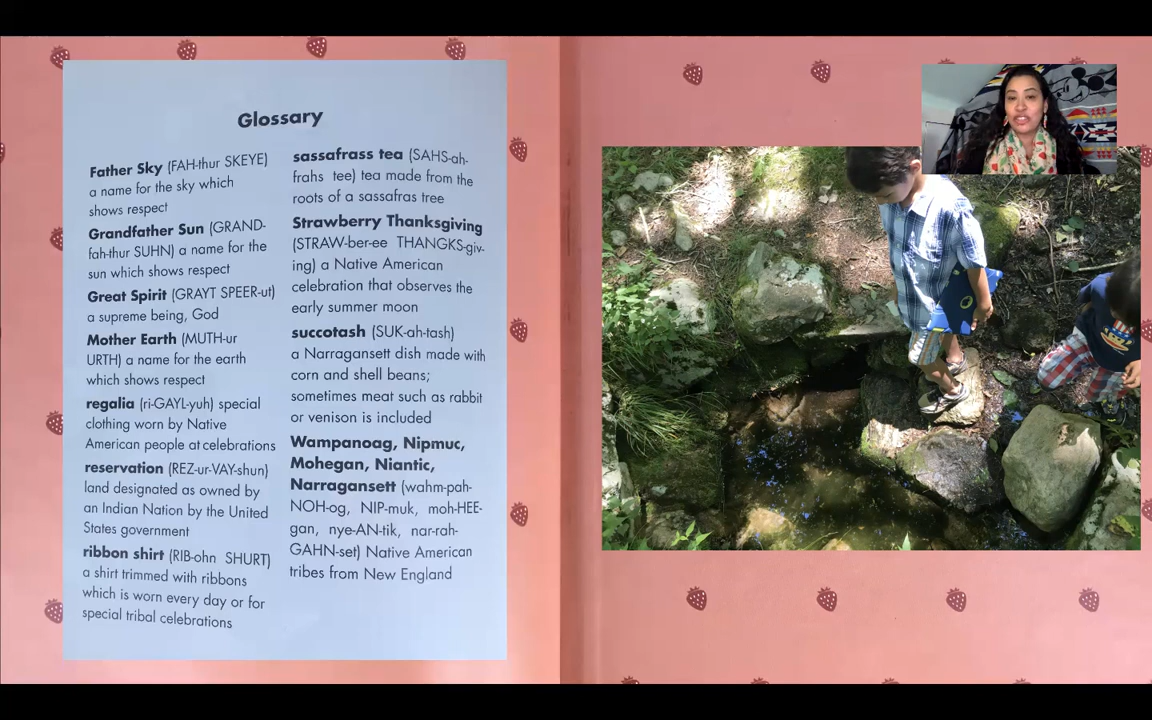 Glossary
Father Sky (FAH-thur SKEYE)
a name for the sky which
shows respect
Grandfather Sun (GRAND-
fah-thur SUHN) a name for the
sun which shows respect
Great Spirit (GRAYT SPEER-ut)
a supreme being, God
Mother Earth (MUTH-ur
URTH) a name for the earth
which shows respect
regalia (ri-GAYL-yuh) special
clothing worn by Native
American people at celebrations
reservation (REZ-ur-VAY-shun)
land designated as owned by
an Indian Nation by the United
States government
ribbon shirt (RIB-ohn SHURT)
a shirt trimmed with ribbons
which is worn every day or for
special tribal celebrations
sassafrass tea (SAHS-ah-
frahs tee) tea made from the
roots of a sassafras tree
Strawberry Thanksgiving
(STRAW-ber-ee THANGKS-giv-
ing) a Native American
celebration that observes the
early summer moon
succotash (SUK-ah-tash)
a Narragansett dish made with
corn and shell beans;
sometimes meat such as rabbit
or venison is included
Wampanoag, Nipmuc,
Mohegan, Niantic,
Narragansett (wahm-pah-
NOH-og, NIP-muk, moh-HEE-
gan, nye-AN-tik, nar-rah-
GAHN-set) Native American
tribes from New England